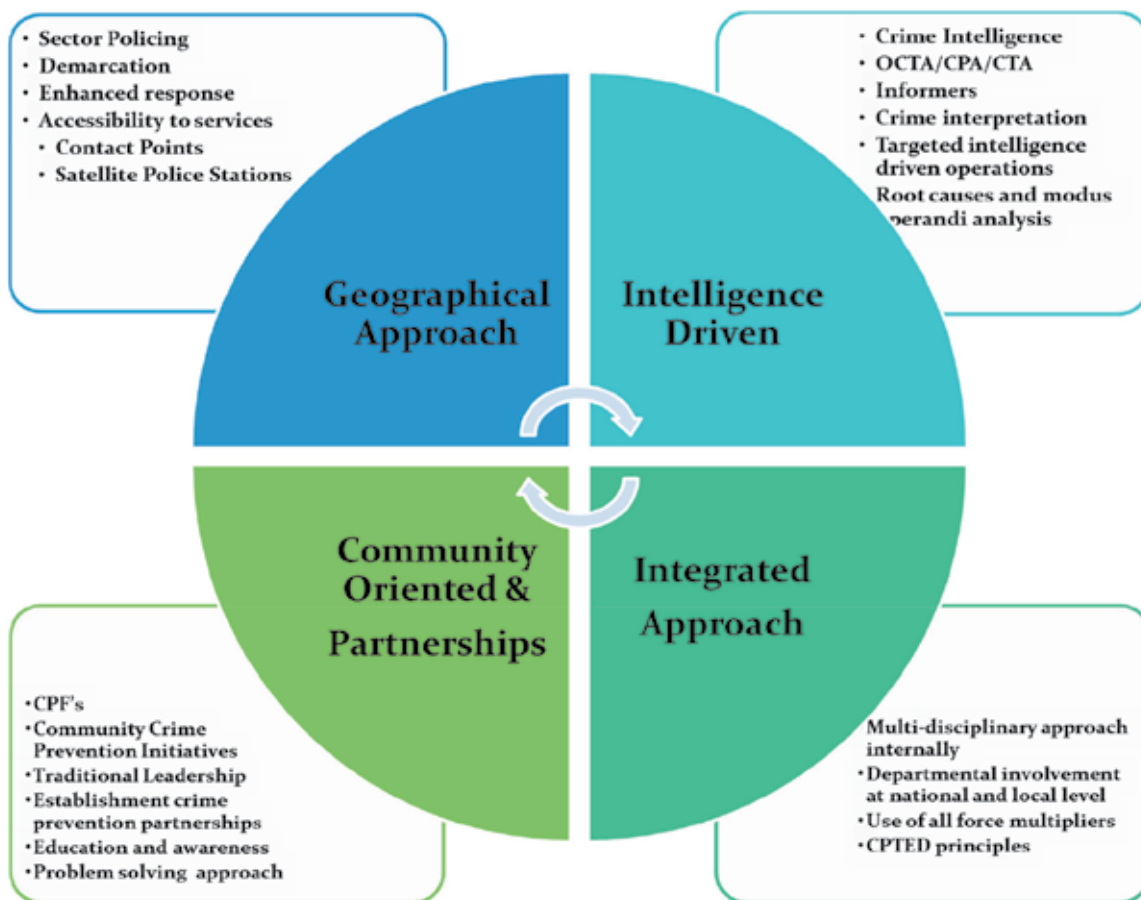 • Sector Policing
• Demarcation
• Enhanced response
• Accessibility to services
• Contact Points
• Satellite Police Stations
• Crime Intelligence
• OCTA/CPA/CTA
• Informers
• Crime interpretation
• Targeted intelligence
driven operations
Root causes and modus
perandi analysis
Geographical
Approach
Intelligence
Driven
Community
Oriented &
Partnerships
Integrated
Approach
•CPF's
•Community Crime
Prevention Initiatives
•Traditional Leadership
•Establishment crime
prevention partnerships
•Education and awareness
•Problem solving approach
Multi-disciplinary approach
internally
•Departmental involvement
at national and local level
•Use of all force multipliers
•CPTED principles